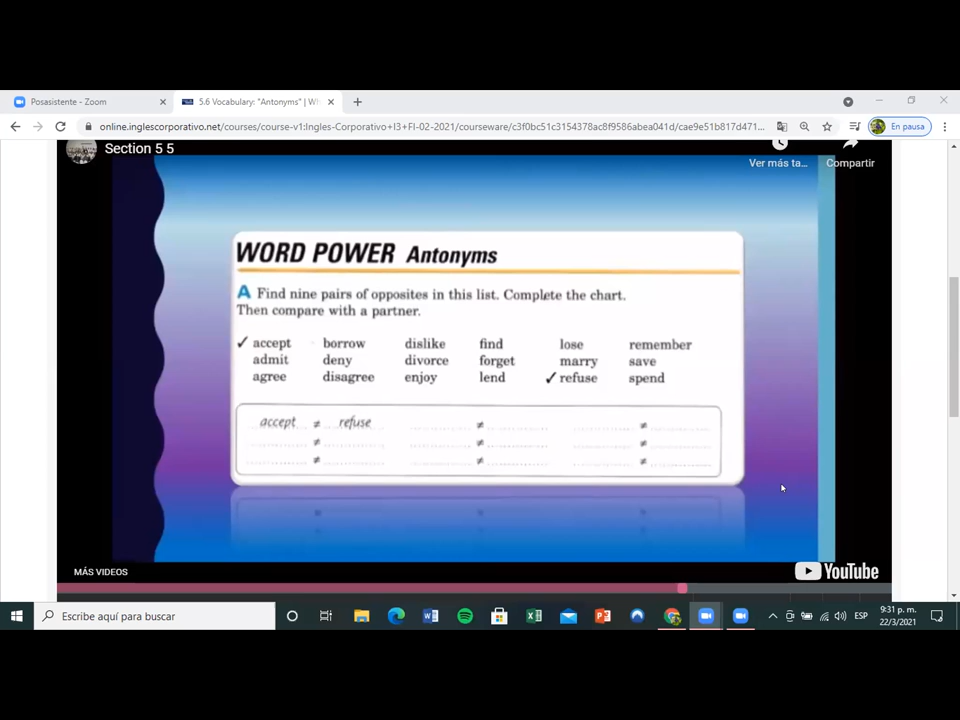 Posasistente - Zoom
5.6 Vocabulary: "Antonyms" | W
online.inglescorporativo.net/courses/course-v1:Ingles-Corporativo+I3+FI-02-2021/courseware/c3f0bc51c3154378ac8f9586abea041d/cae9e51b817d471...
En pausa
Section 5 5
Ver más ta...
Compartir
WORD POWER Antonyms
A Find nine pairs of opposites in this list. Complete the chart.
Then compare with a partner.
✓ accept borrow dislike find lose remember
admit deny divorce forget marry save
agree disagree enjoy lend ✓ refuse spend
accept ≠ refuse ≠ ≠
≠ ≠ ≠
≠ ≠ ≠
MÁS VIDEOS
YouTube
Escribe aquí para buscar
ESP
9:31 p. m.
22/3/2021